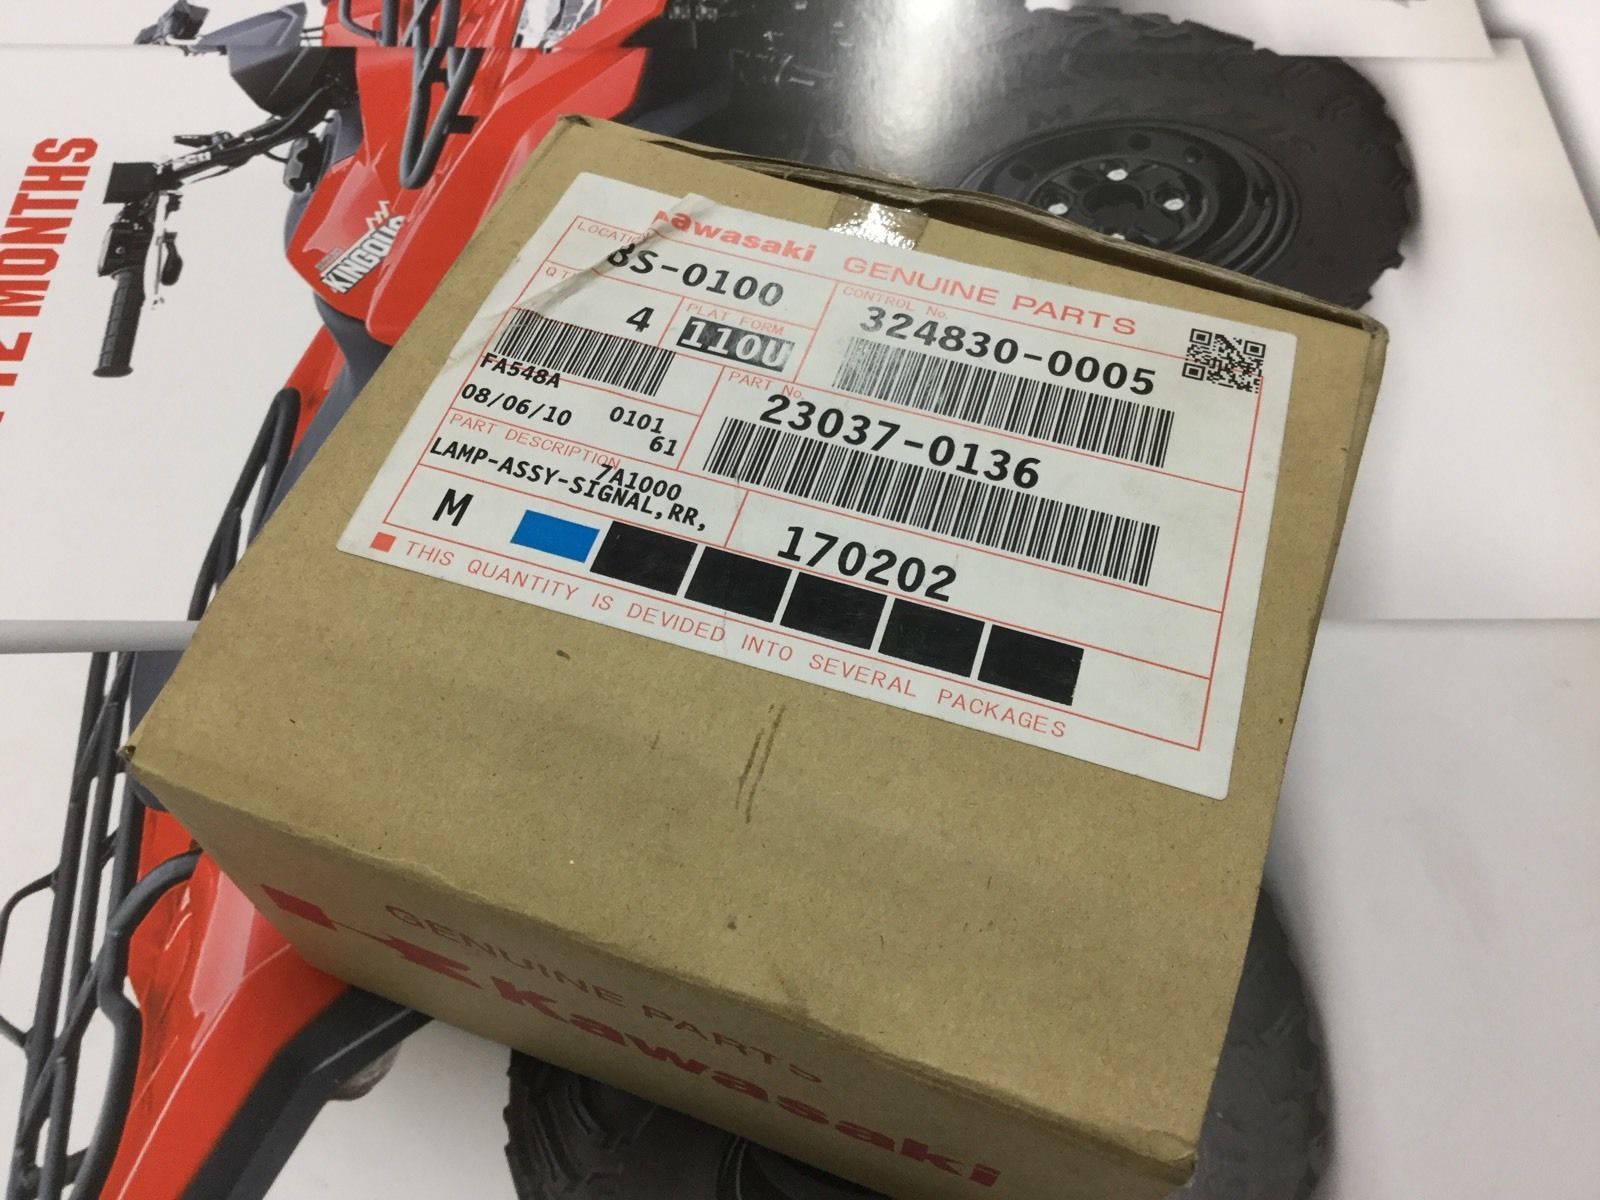 12 MONTHS
KINGQUAD
Kawasaki GENUINE PARTS
LOCATION
BS-0100
CONTROL No.
324830-0005
Q'TY
4
PLAT FORM
110U
FA548A
08/06/10 0101
61
PART No.
23037-0136
PART DESCRIPTION
7A1000
LAMP-ASSY-SIGNAL,RR,
M
170202
THIS QUANTITY IS DEVIDED INTO SEVERAL PACKAGES
GENUINE PARTS
Kawasaki